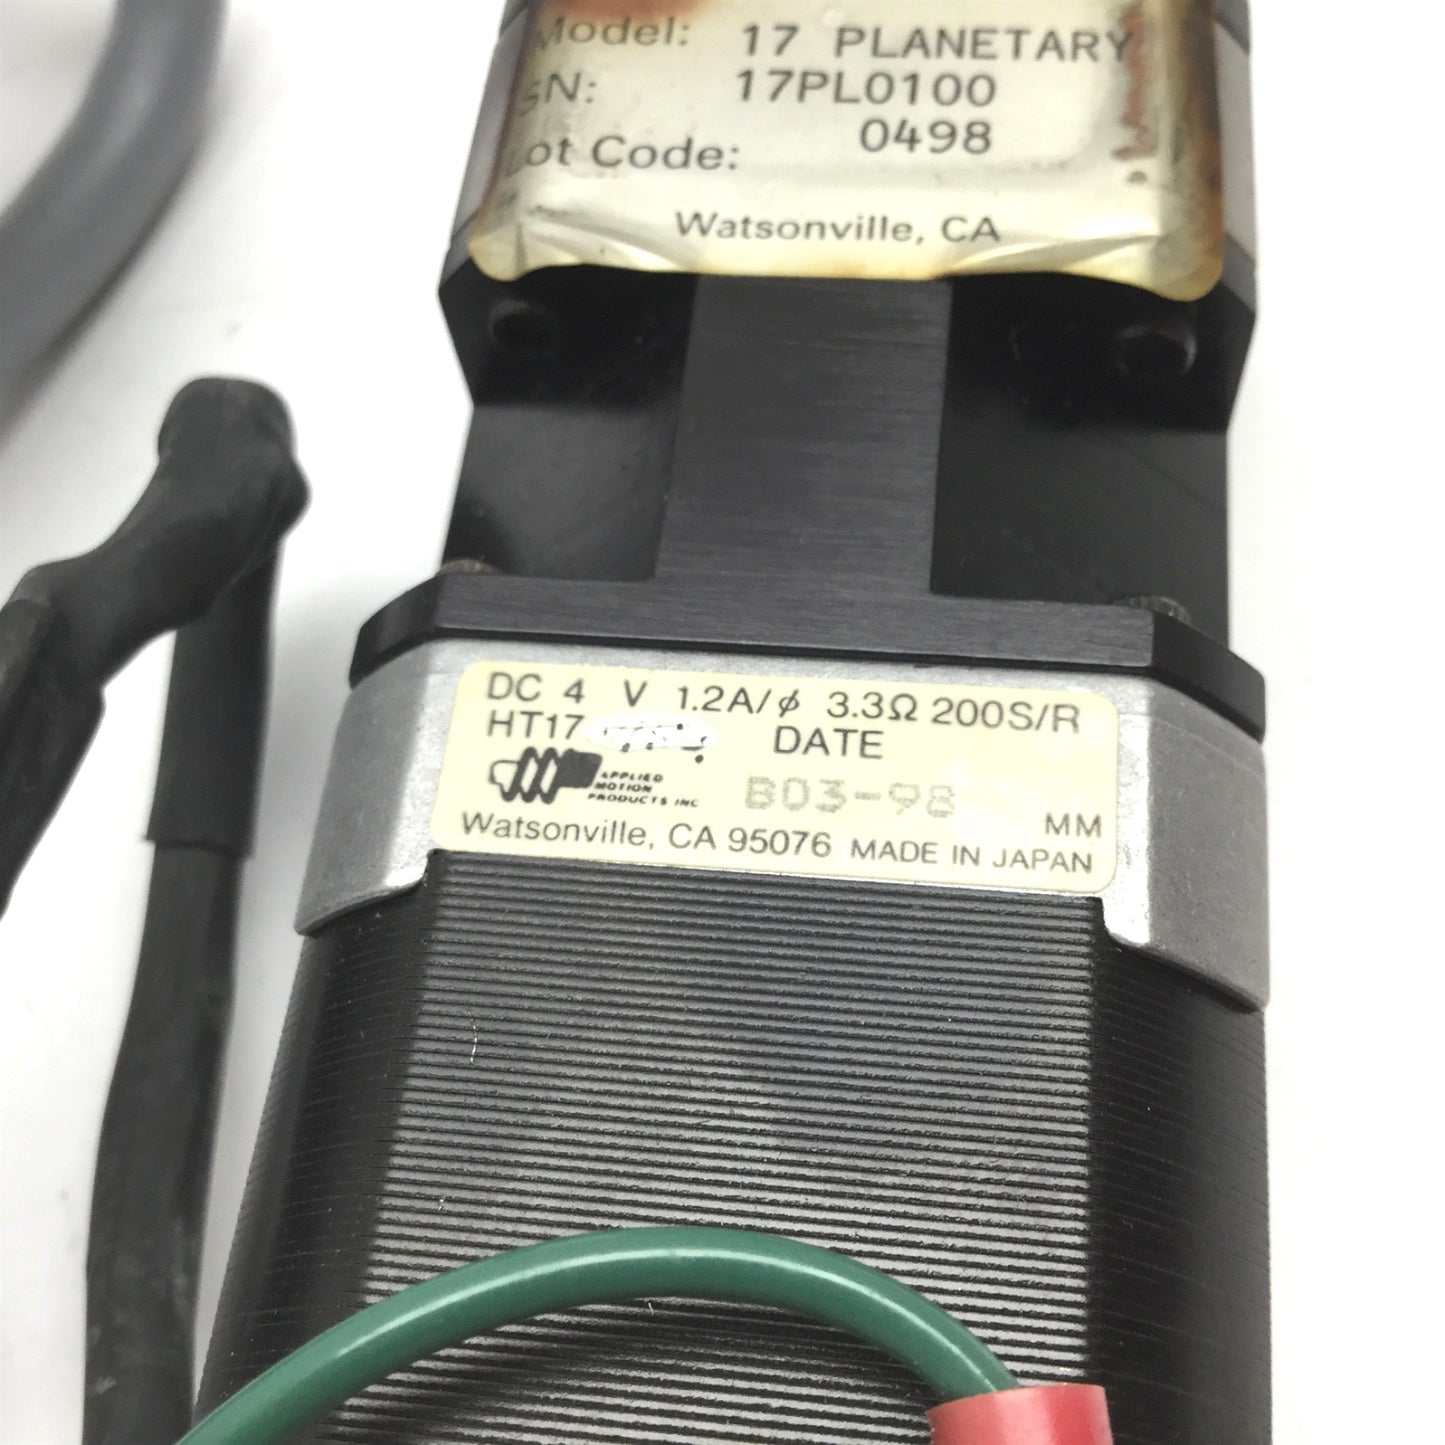 Model: 17 PLANETARY
SN: 17PL0100
Lot Code: 0498
Watsonville, CA
DC 4 V 1.2A/ϕ 3.3Ω 200S/R
HT17 DATE
APPLIED
MOTION
PRODUCTS INC
B03-98
MM
Watsonville, CA 95076 MADE IN JAPAN